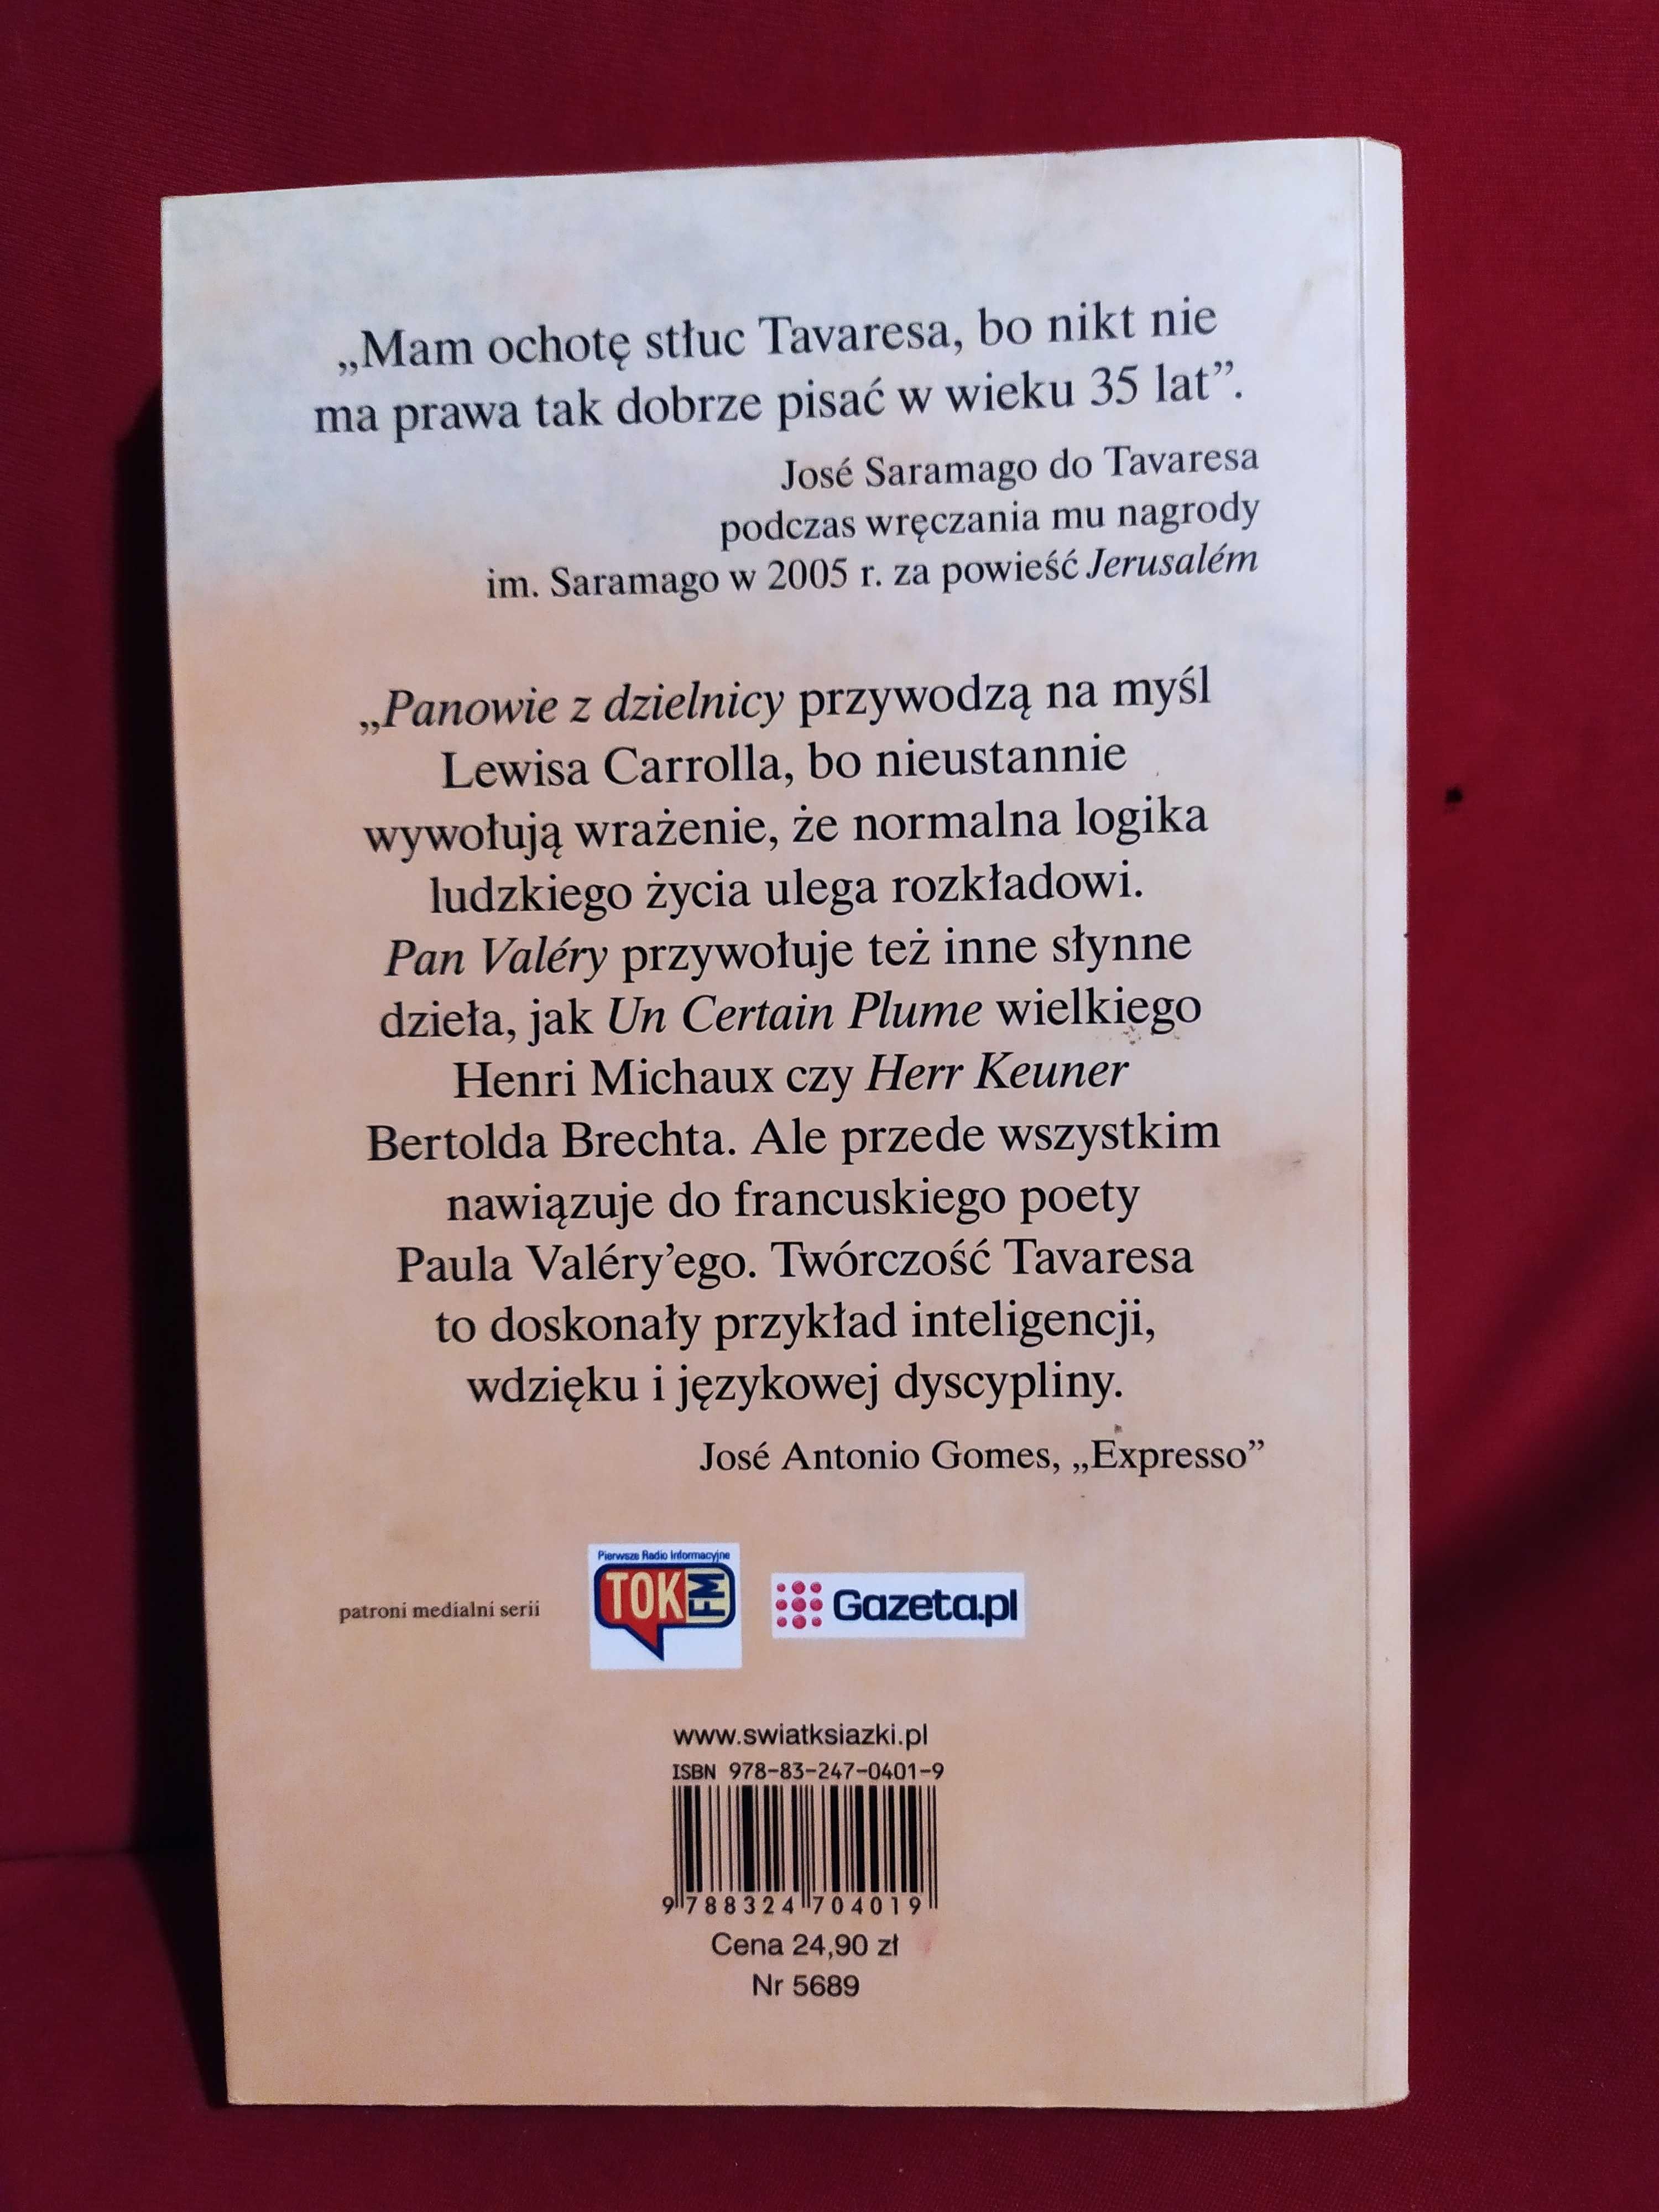 „Mam ochotę stłuc Tavaresa, bo nikt nie
ma prawa tak dobrze pisać w wieku 35 lat”.
José Saramago do Tavaresa
podczas wręczania mu nagrody
im. Saramago w 2005 r. za powieść Jerusalém
„Panowie z dzielnicy przywodzą na myśl
Lewisa Carrolla, bo nieustannie
wywołują wrażenie, że normalna logika
ludzkiego życia ulega rozkładowi.
Pan Valéry przywołuje też inne słynne
dzieła, jak Un Certain Plume wielkiego
Henri Michaux czy Herr Keuner
Bertolda Brechta. Ale przede wszystkim
nawiązuje do francuskiego poety
Paula Valéry’ego. Twórczość Tavaresa
to doskonały przykład inteligencji,
wdzięku i językowej dyscypliny.
José Antonio Gomes, „Expresso”
patroni medialni serii
Pierwsze Radio Informacyjne
TOK FM
Gazeta.pl
www.swiatksiazki.pl
ISBN 978-83-247-0401-9
9 788324 704019
Cena 24,90 zł
Nr 5689